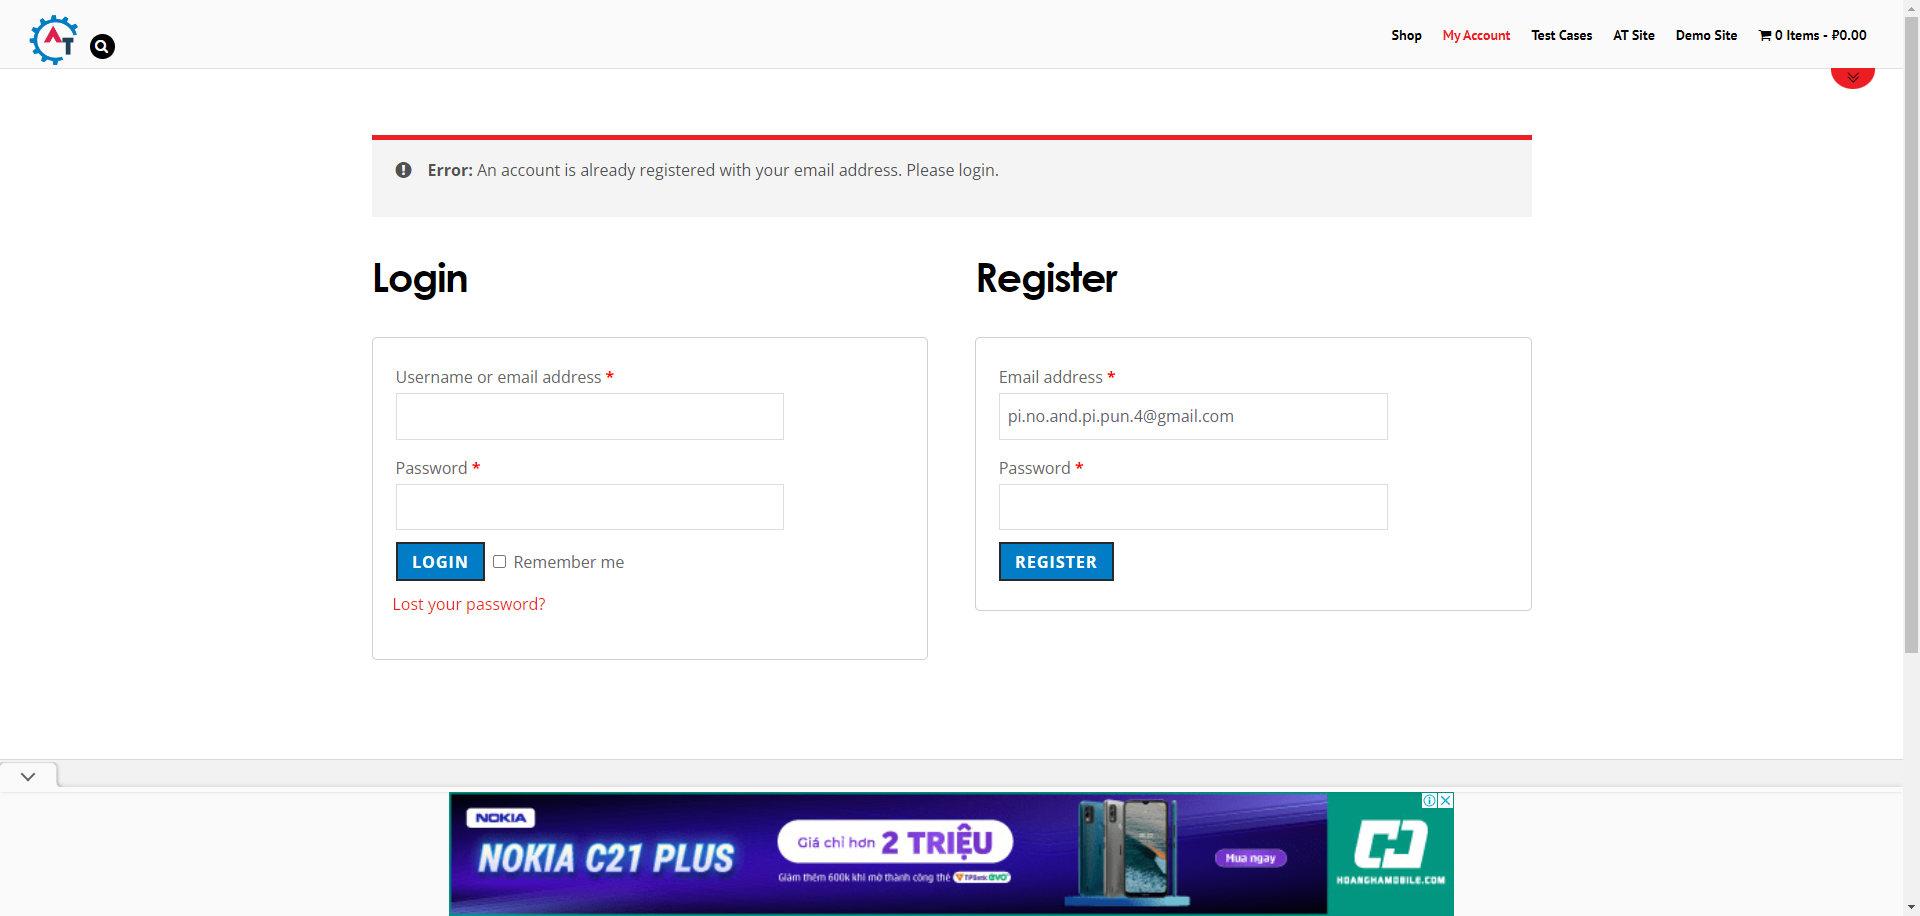 AT
Shop
My Account
Test Cases
AT Site
Demo Site
0 Items - ₽0.00
Error: An account is already registered with your email address. Please login.
Login
Register
Username or email address *
Password *
LOGIN
Remember me
Lost your password?
Email address *
pi.no.and.pi.pun.4@gmail.com
Password *
REGISTER
NOKIA
NOKIA C21 PLUS
Giá chỉ hơn 2 TRIỆU
Giảm thêm 600k khi mở thành công thẻ TPBank EVO
Mua ngay
HOANGHAMOBILE.COM